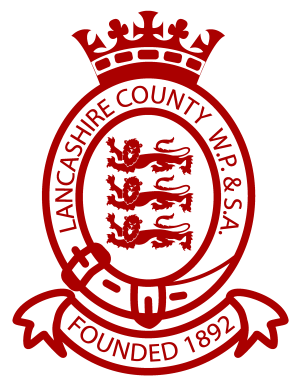 LANCASHIRE COUNTY W.P. & S.A.
FOUNDED 1892